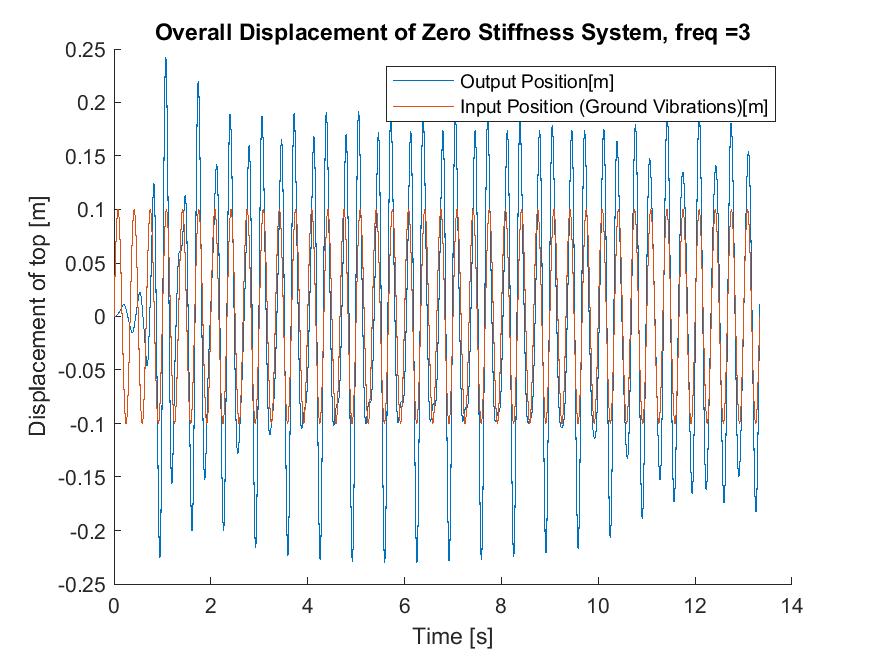 Overall Displacement of Zero Stiffness System, freq =3
Output Position[m]
Input Position (Ground Vibrations)[m]
Displacement of top [m]
0.25
0.2
0.15
0.1
0.05
0
-0.05
-0.1
-0.15
-0.2
-0.25
0 2 4 6 8 10 12 14
Time [s]